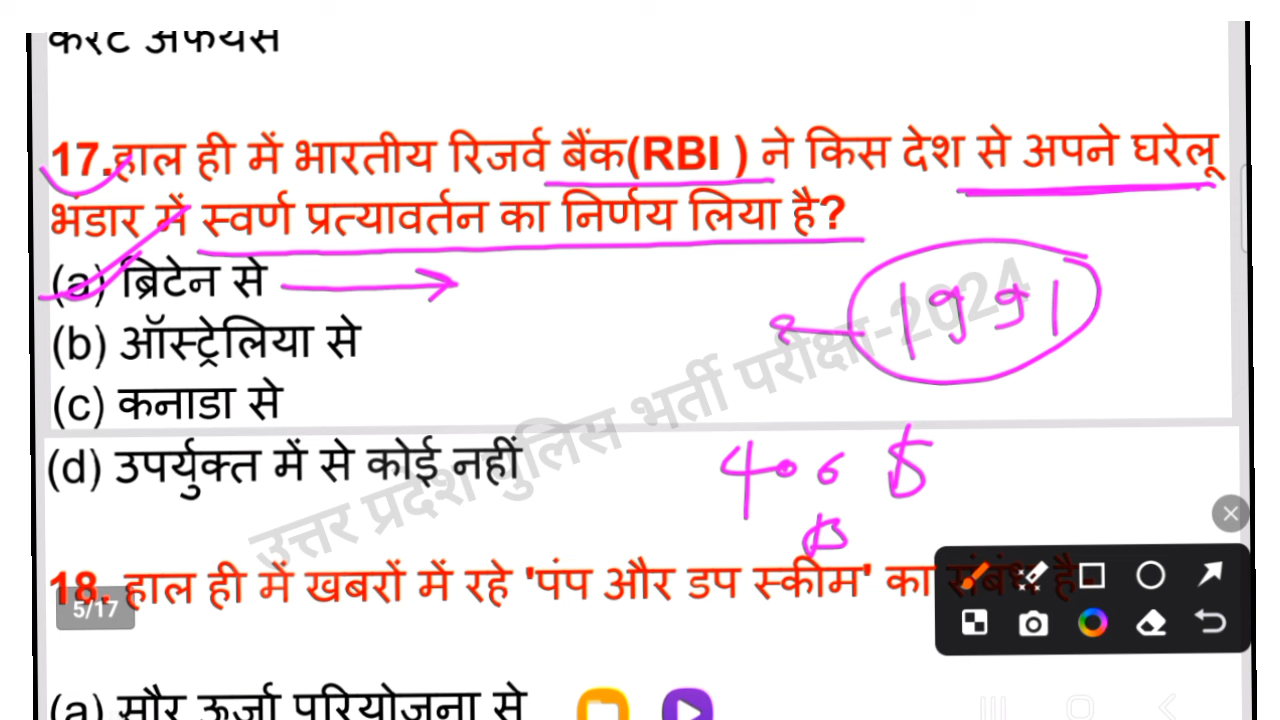 करंट अफेयर्स
17.हाल ही में भारतीय रिजर्व बैंक(RBI ) ने किस देश से अपने घरेलू
भंडार में स्वर्ण प्रत्यावर्तन का निर्णय लिया है?
(a) ब्रिटेन से
1991
(b) ऑस्ट्रेलिया से
(c) कनाडा से
(d) उपर्युक्त में से कोई नहीं
400 $
B
उत्तर प्रदेश पुलिस भर्ती परीक्षा-2024
18. हाल ही में खबरों में रहे 'पंप और डंप स्कीम' का संबंध है-
5/17
(a) सौर ऊर्जा परियोजना से